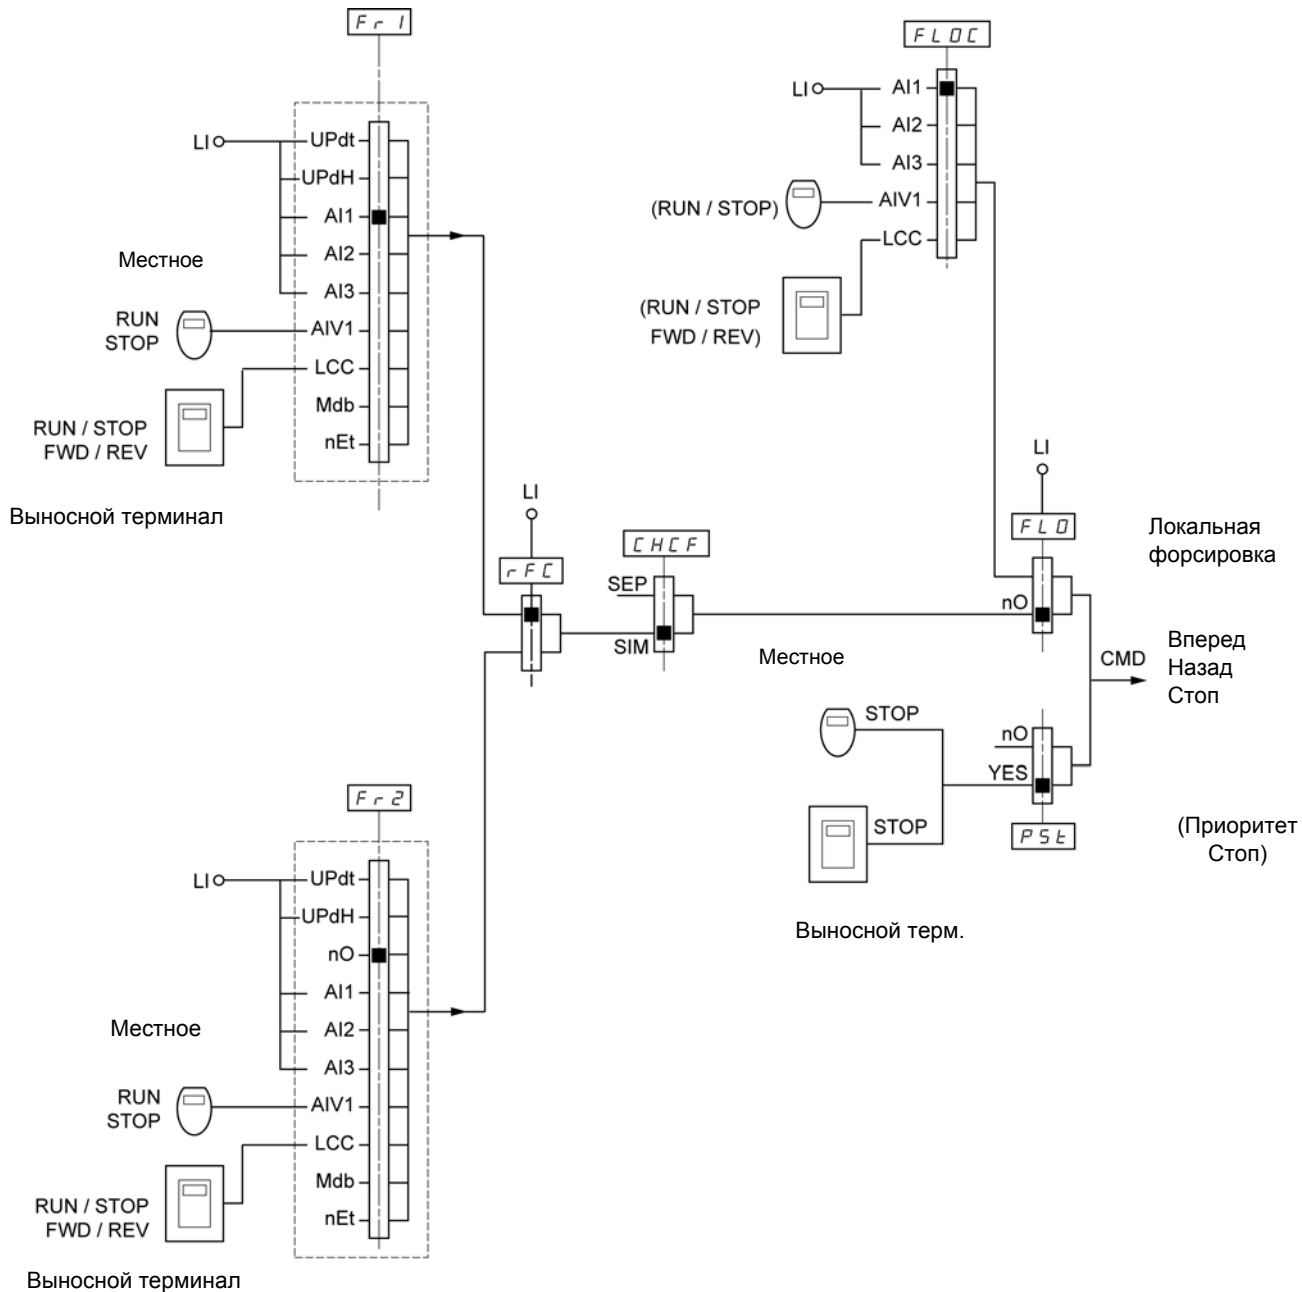 Fr1
LI
UPdt
UPdH
AI1
AI2
AI3
AIV1
LCC
Mdb
nEt
Местное
RUN
STOP
RUN / STOP
FWD / REV
Выносной терминал
FLOC
LI
AI1
AI2
AI3
AIV1
LCC
(RUN / STOP)
(RUN / STOP
FWD / REV)
LI
rFC
CHCF
SEP
SIM
LI
FLO
nO
Локальная
форсировка
Местное
CMD
Вперед
Назад
Стоп
STOP
STOP
nO
YES
PSt
(Приоритет
Стоп)
Выносной терм.
Fr2
LI
UPdt
UPdH
nO
AI1
AI2
AI3
AIV1
LCC
Mdb
nEt
Местное
RUN
STOP
RUN / STOP
FWD / REV
Выносной терминал